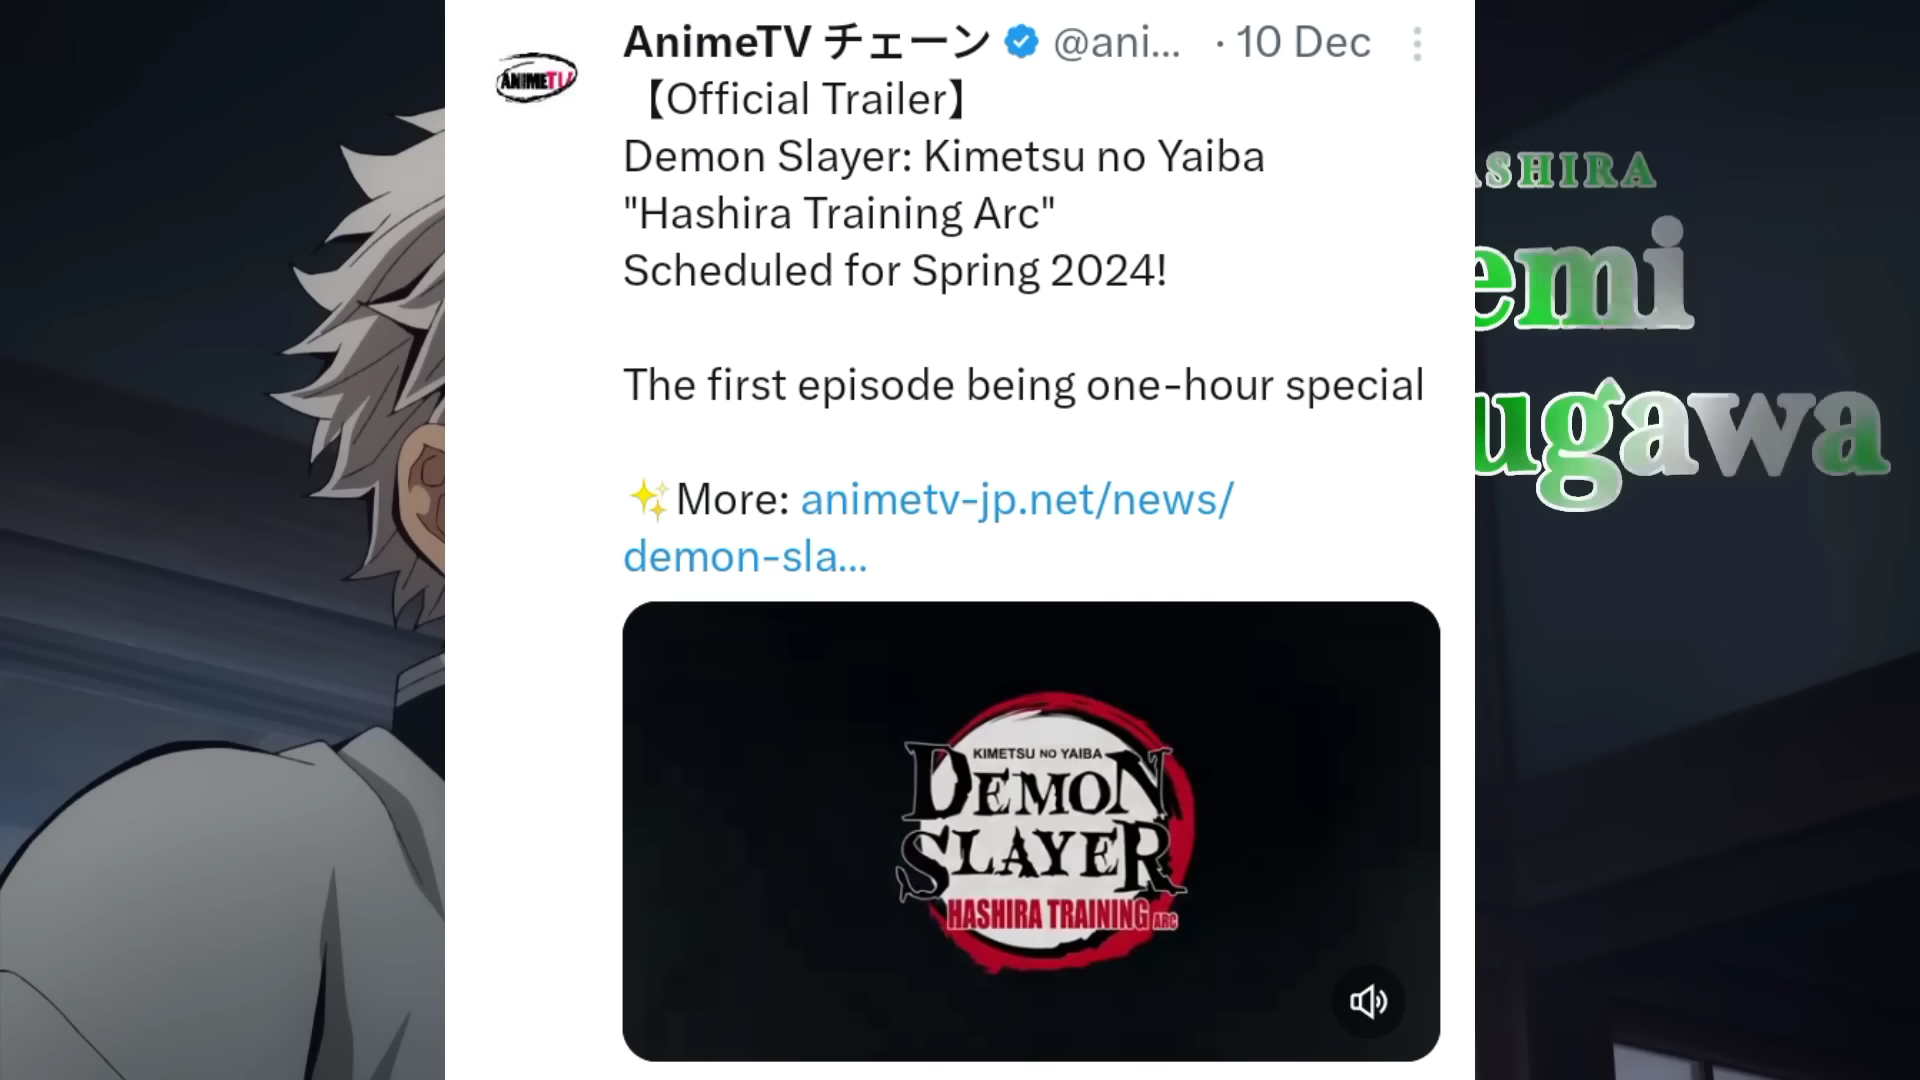 AnimeTV チェーン @ani... · 10 Dec
ANIMETV
【Official Trailer】
Demon Slayer: Kimetsu no Yaiba
"Hashira Training Arc"
Scheduled for Spring 2024!
The first episode being one-hour special
✨More: animetv-jp.net/news/
demon-sla...
KIMETSU NO YAIBA
DEMON
SLAYER
HASHIRA TRAINING ARC
ASHIRA
emi
ugawa